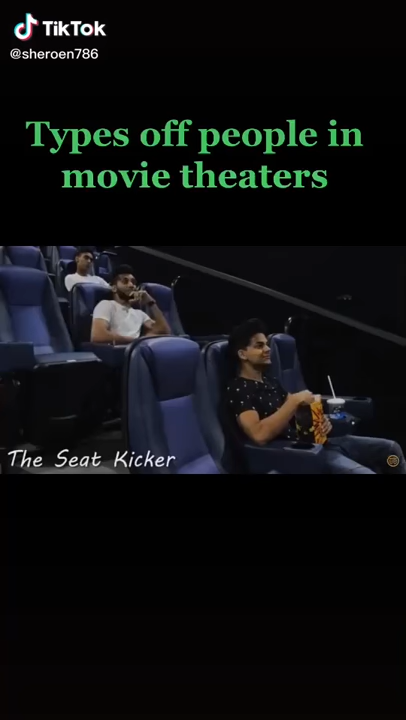 TikTok
@sheroen786
Types off people in
movie theaters
The Seat Kicker